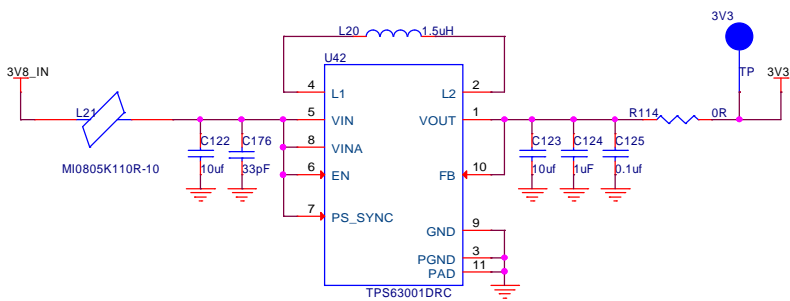 3V3
L20 1.5uH
U42
3V8_IN TP 3V3
4 L1 L2 2
L21 5 VIN VOUT 1 R114 0R
C122 C176 8 VINA C123 C124 C125
MI0805K110R-10 10uf 33pF 6 EN FB 10 10uf 1uF 0.1uf
7 PS_SYNC
GND 9
PGND 3
PAD 11
TPS63001DRC